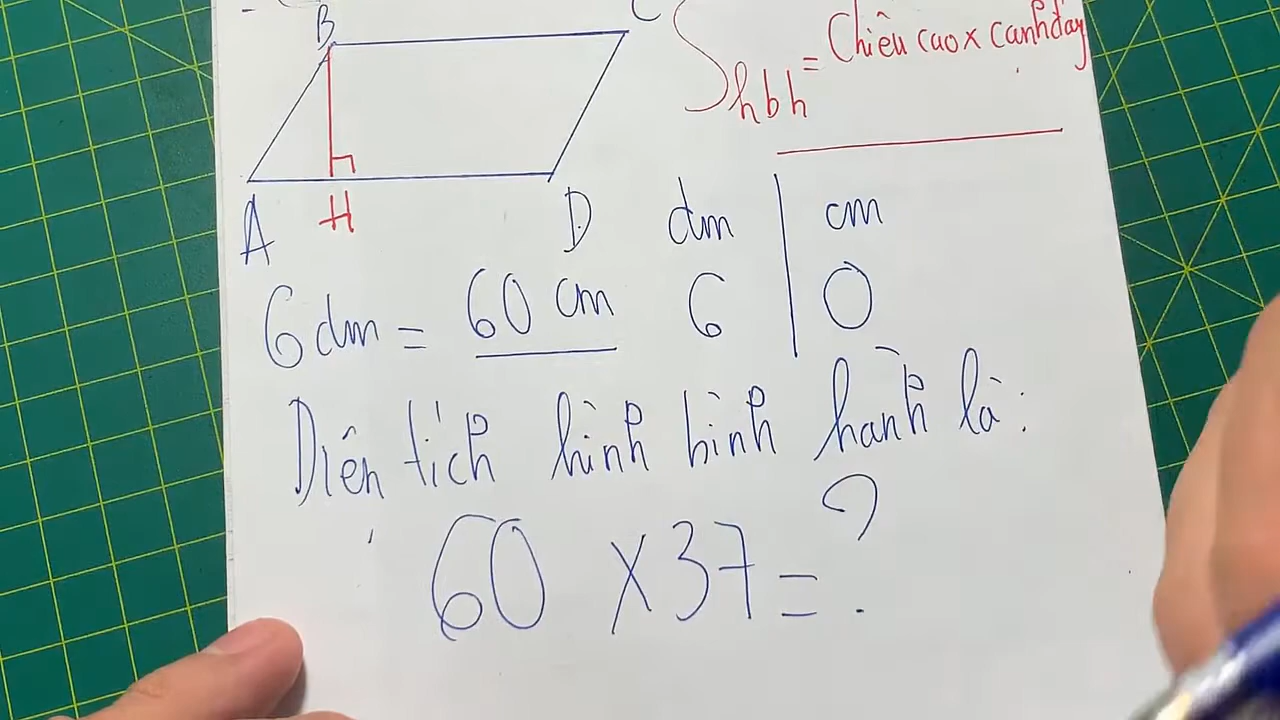 B
C
S hbh = Chiều cao x cạnh đáy
A H D
dm | cm
6dm = 60 cm 6 | 0
Diện tích hình bình hành là:
60 x 37 = ?